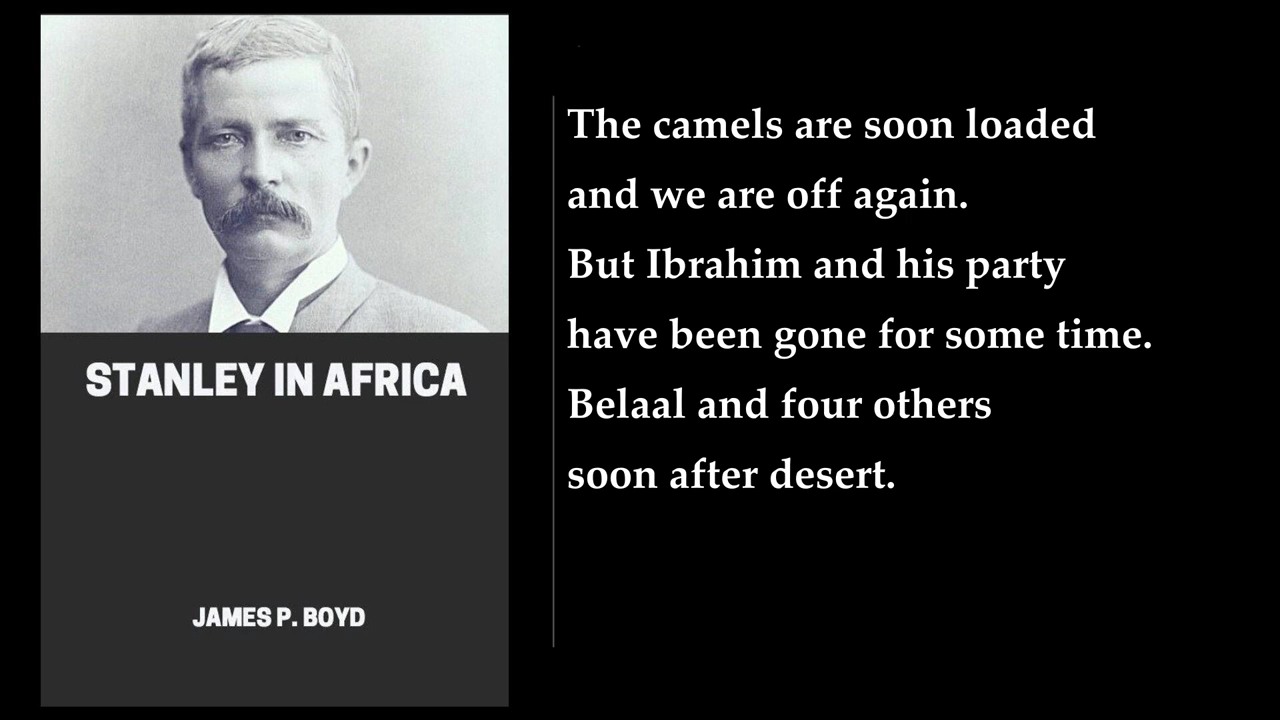 STANLEY IN AFRICA
JAMES P. BOYD
The camels are soon loaded
and we are off again.
But Ibrahim and his party
have been gone for some time.
Belaal and four others
soon after desert.